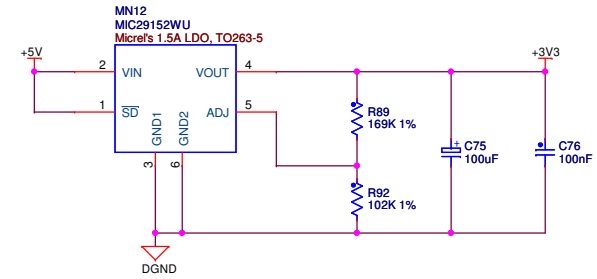 MN12
MIC29152WU
Micrel's 1.5A LDO, TO263-5
+5V
+3V3
2
VIN
VOUT
4
1
SD
ADJ
5
GND1
GND2
3
6
R89
169K 1%
+
C75
100uF
C76
100nF
R92
102K 1%
DGND